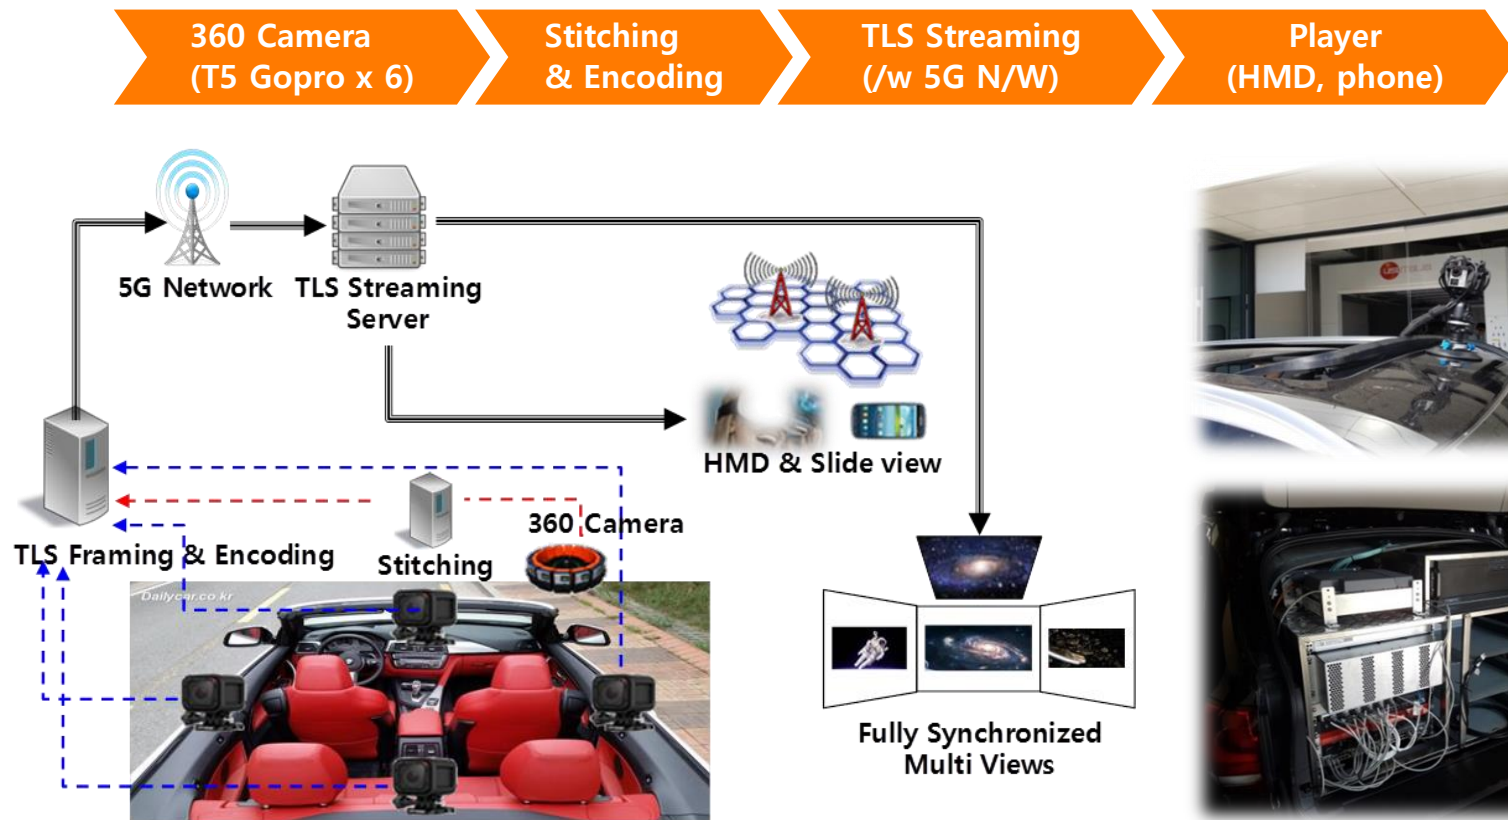 360 Camera
(T5 Gopro x 6)
Stitching
& Encoding
TLS Streaming
(/w 5G N/W)
Player
(HMD, phone)
5G Network
TLS Streaming
Server
HMD & Slide view
360 Camera
TLS Framing & Encoding
Stitching
Dailycar.co.kr
Fully Synchronized
Multi Views